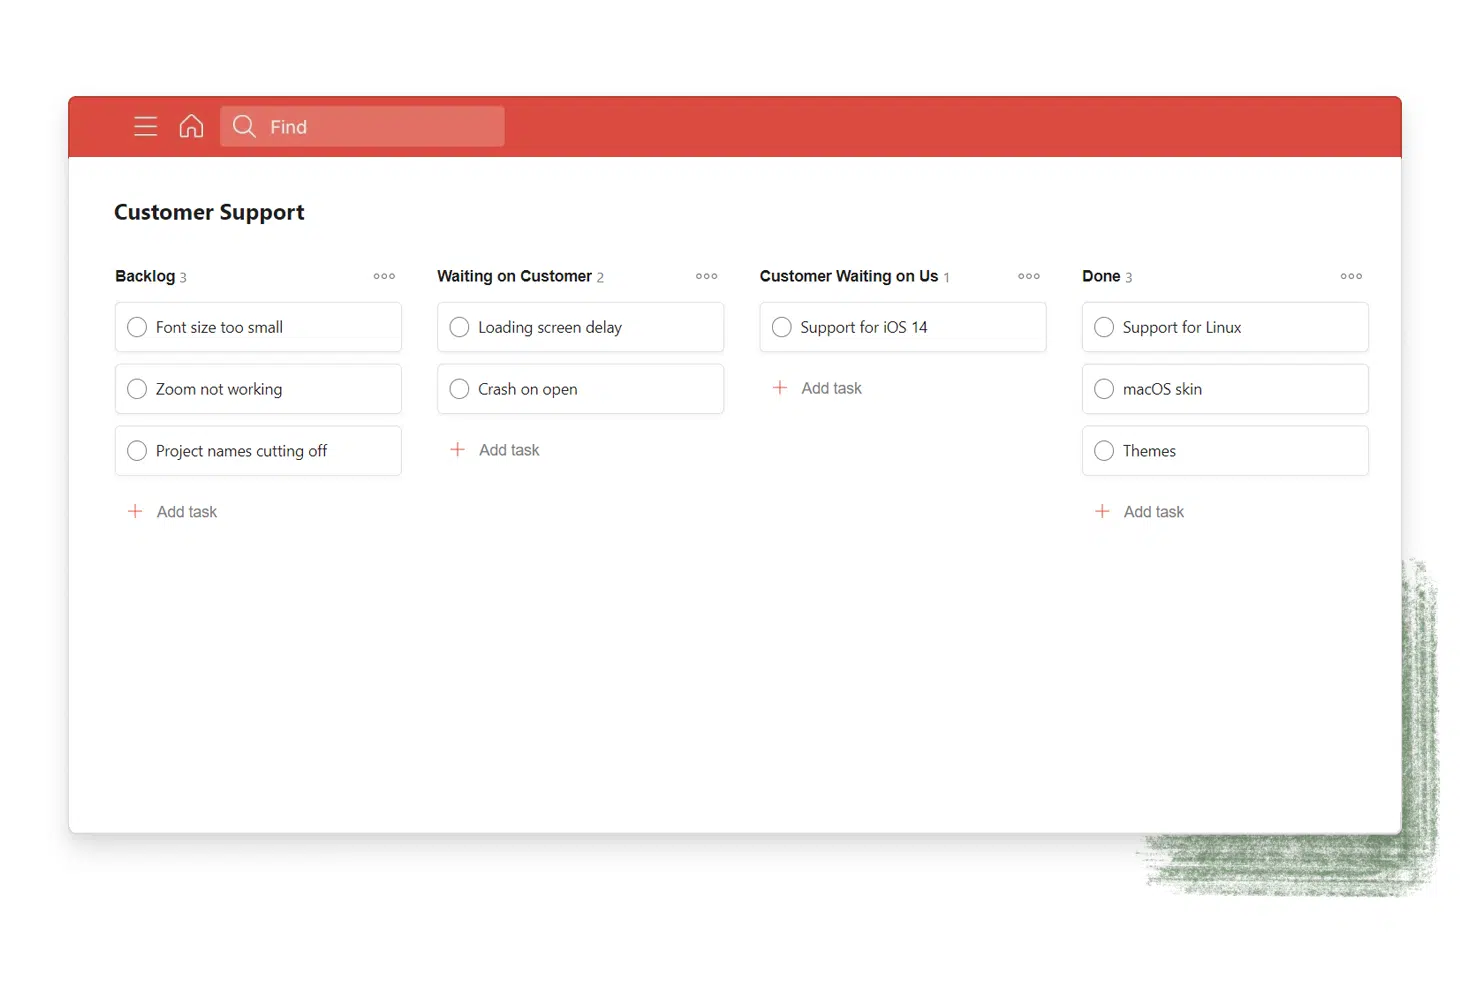 Find
Customer Support
Backlog 3
Font size too small
Zoom not working
Project names cutting off
Add task
Waiting on Customer 2
Loading screen delay
Crash on open
Add task
Customer Waiting on Us 1
Support for iOS 14
Add task
Done 3
Support for Linux
macOS skin
Themes
Add task